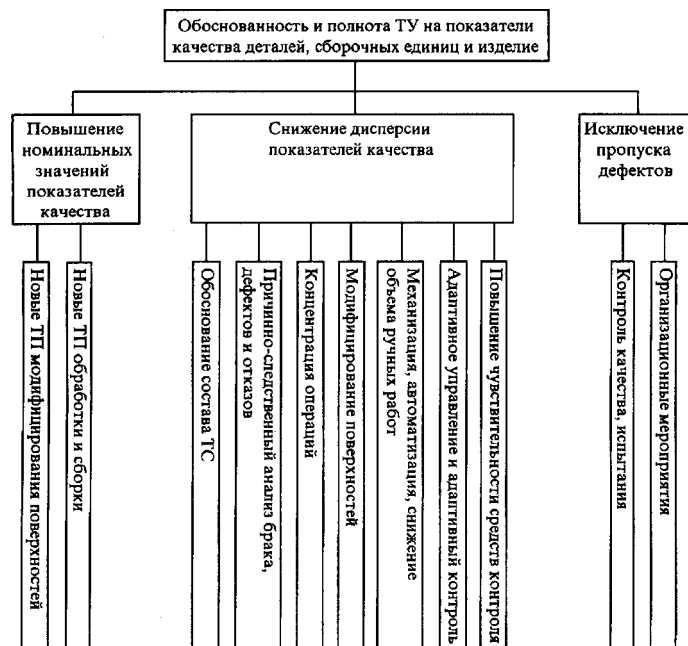 Обоснованность и полнота ТУ на показатели
качества деталей, сборочных единиц и изделие
Повышение
номинальных
значений
показателей
качества
Снижение дисперсии
показателей качества
Исключение
пропуска
дефектов
Новые ТП модифицирования поверхностей
Новые ТП обработки и сборки
Обоснование состава ТС
Причинно-следственный анализ брака,
дефектов и отказов
Концентрация операций
Модифицирование поверхностей
Механизация, автоматизация, снижение
объема ручных работ
Адаптивное управление и адаптивный контроль
Повышение чувствительности средств контроля
Контроль качества, испытания
Организационные мероприятия